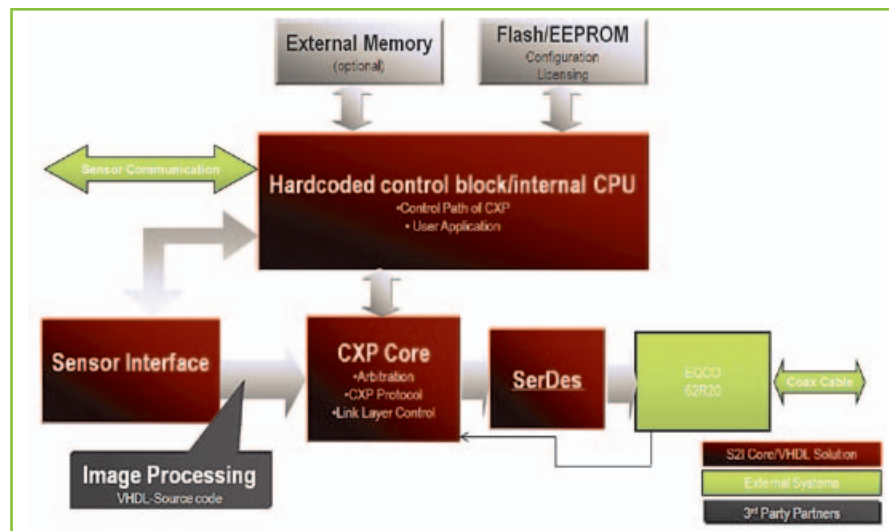 External Memory
(optional)
Flash/EEPROM
Configuration
Licensing
Sensor Communication
Hardcoded control block/internal CPU
•Control Path of CXP
• User Application
Sensor Interface
CXP Core
•Arbitration
•CXP Protocol
•Link Layer Control
SerDes
EQCO
62R20
Coax Cable
Image Processing
VHDL-Source code
S2I Core/VHDL Solution
External Systems
3rd Party Partners